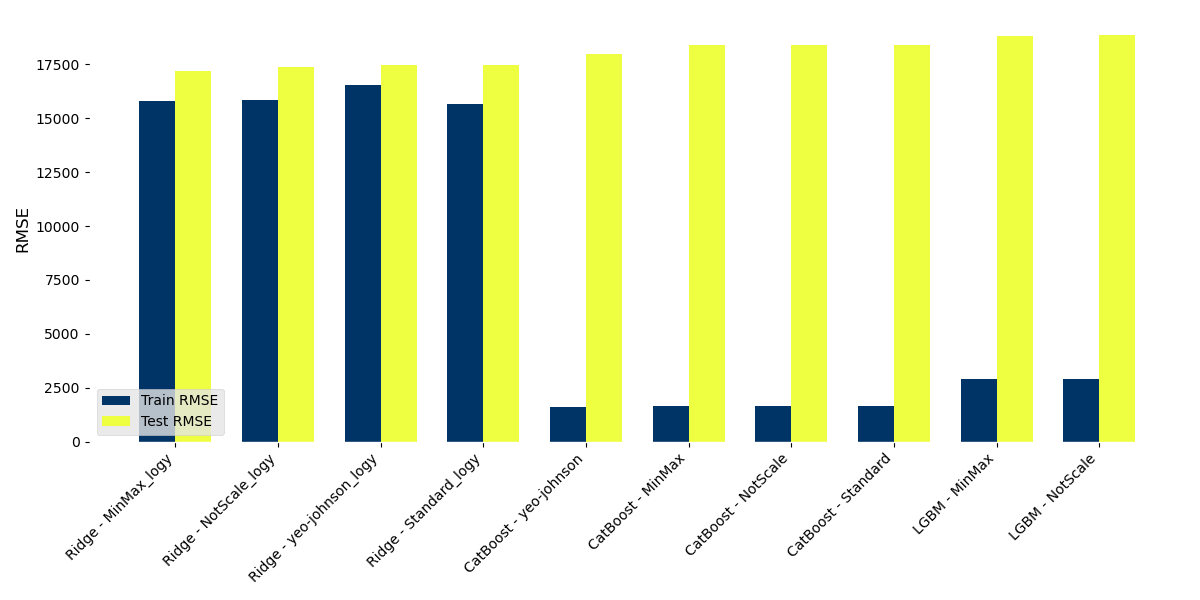 RMSE
17500
15000
12500
10000
7500
5000
2500
0
Train RMSE
Test RMSE
Ridge - MinMax_logy
Ridge - NotScale_logy
Ridge - yeo-johnson_logy
Ridge - Standard_logy
CatBoost - yeo-johnson
CatBoost - MinMax
CatBoost - NotScale
CatBoost - Standard
LGBM - MinMax
LGBM - NotScale